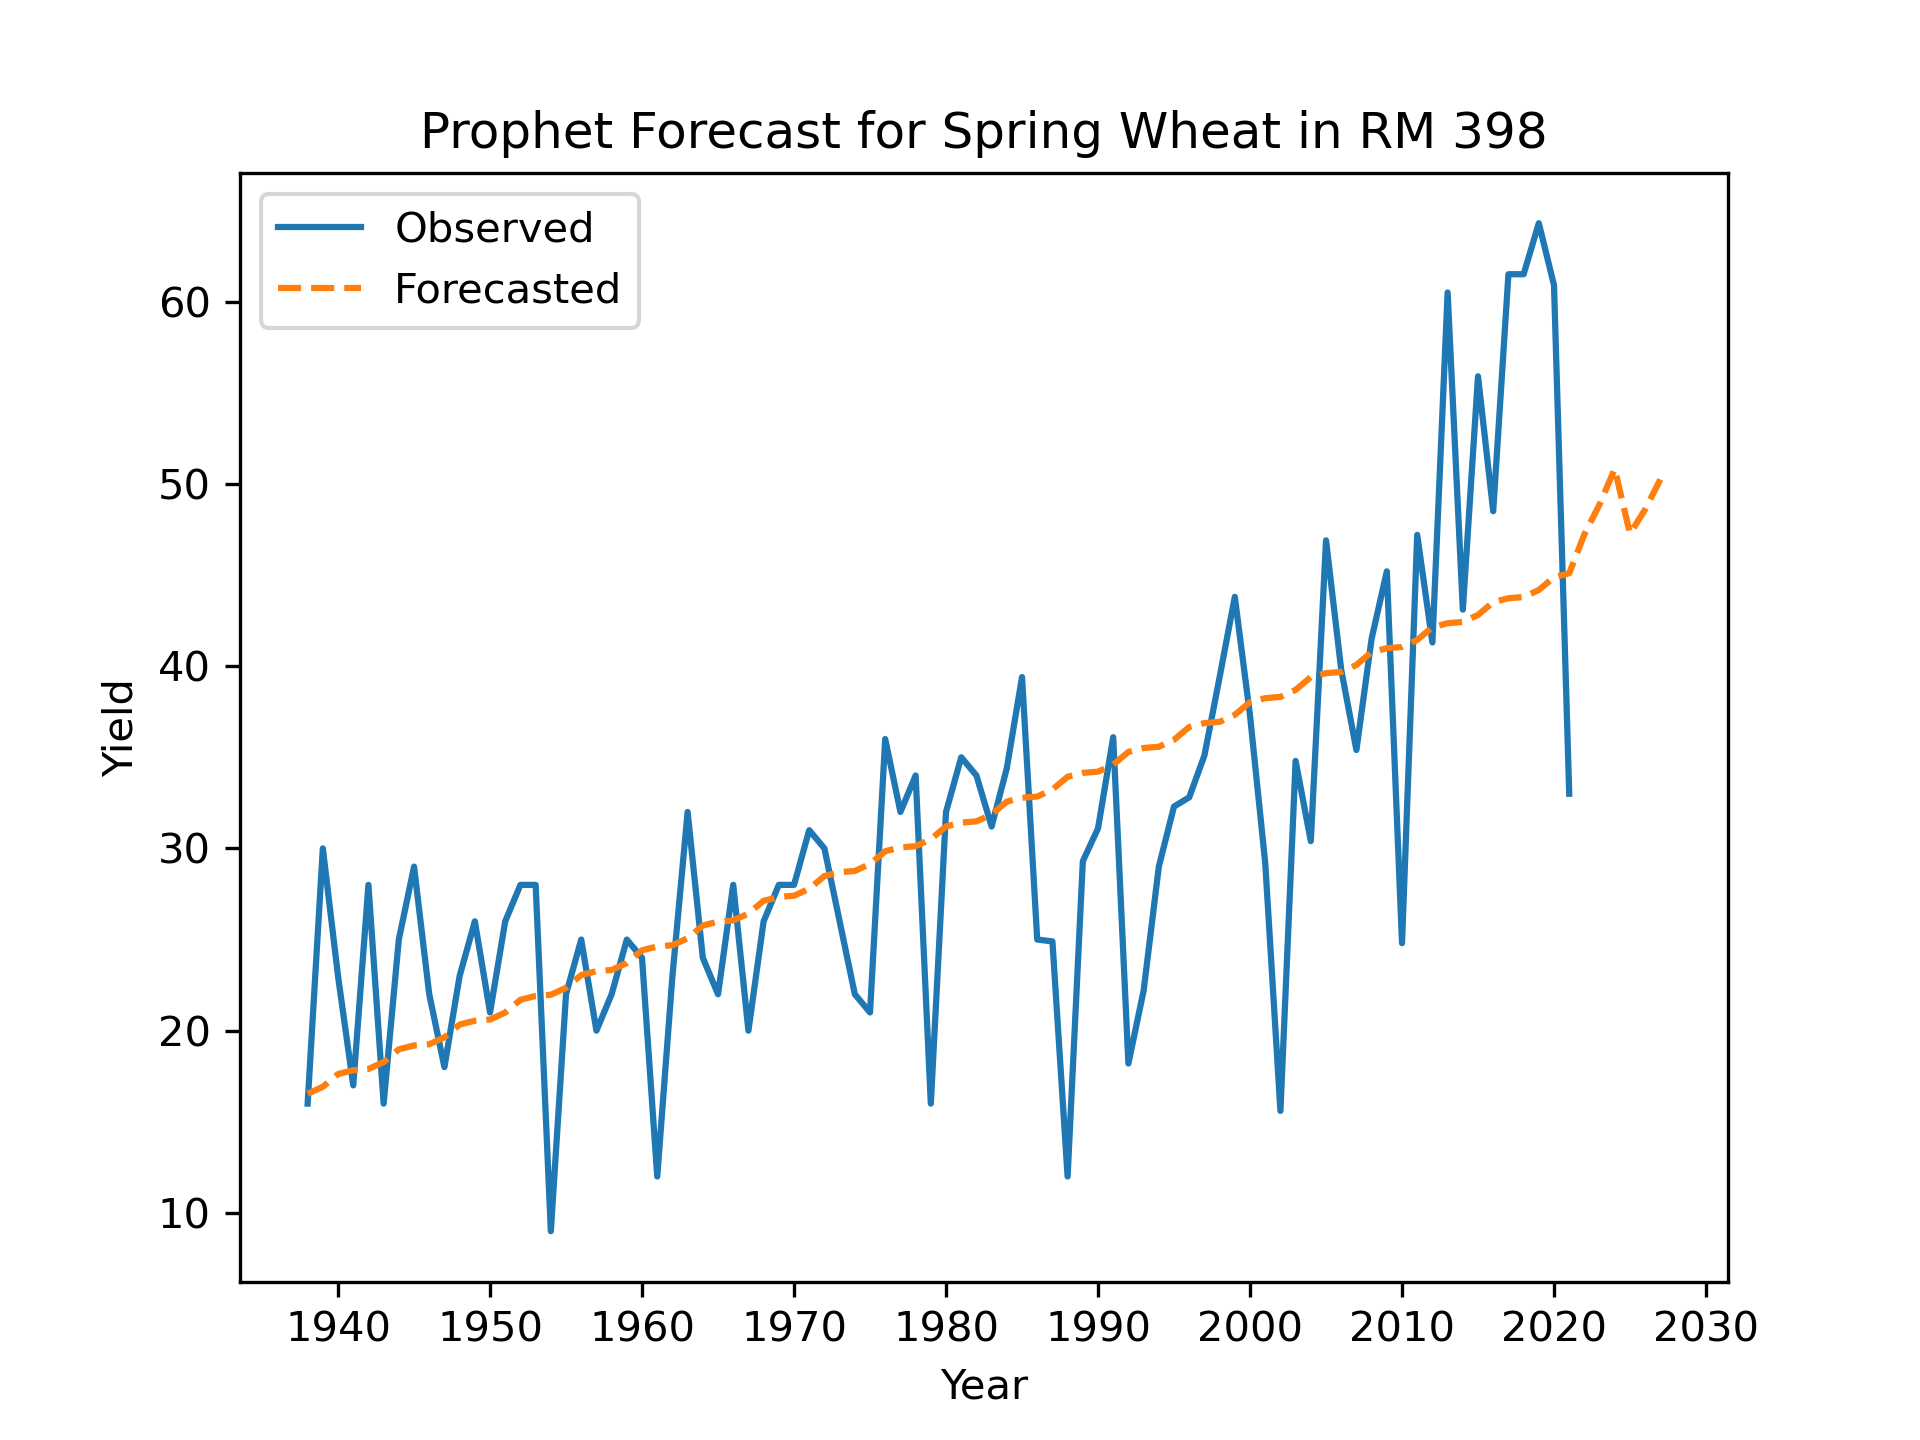 Prophet Forecast for Spring Wheat in RM 398
Observed
Forecasted
60
50
40
30
20
10
Yield
1940 1950 1960 1970 1980 1990 2000 2010 2020 2030
Year